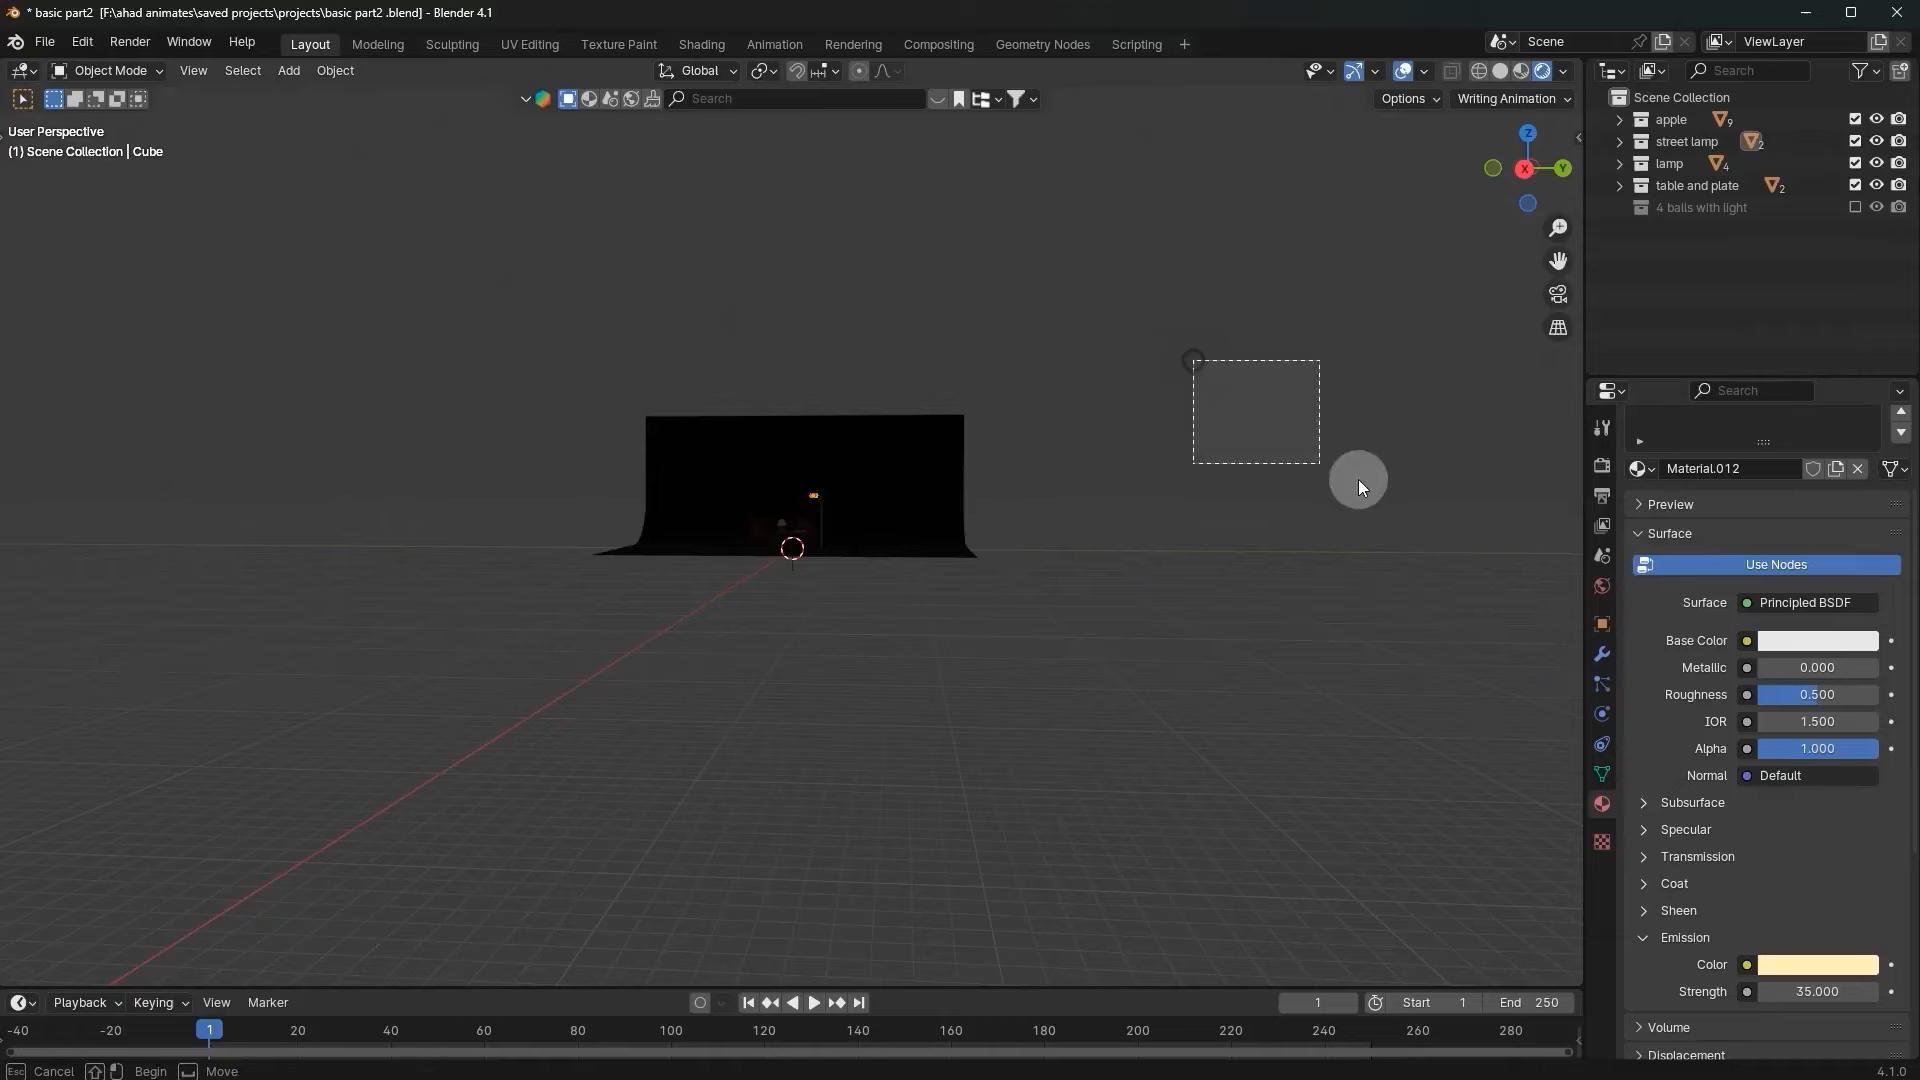 * basic part2 [F:\ahad animates\saved projects\projects\basic part2 .blend] - Blender 4.1
File Edit Render Window Help Layout Modeling Sculpting UV Editing Texture Paint Shading Animation Rendering Compositing Geometry Nodes Scripting + Scene ViewLayer
Object Mode View Select Add Object Global Search
Search Options Writing Animation
User Perspective
(1) Scene Collection | Cube
Z
X
Y
Scene Collection
apple 9
street lamp 2
lamp 4
table and plate 2
4 balls with light
Search
Material.012
Preview
Surface
Use Nodes
Surface Principled BSDF
Base Color
Metallic 0.000
Roughness 0.500
IOR 1.500
Alpha 1.000
Normal Default
Subsurface
Specular
Transmission
Coat
Sheen
Emission
Color
Strength 35.000
Volume
Displacement
Playback Keying View Marker 1 Start 1 End 250
-40 -20 1 20 40 60 80 100 120 140 160 180 200 220 240 260 280
Esc Cancel Begin Move 4.1.0